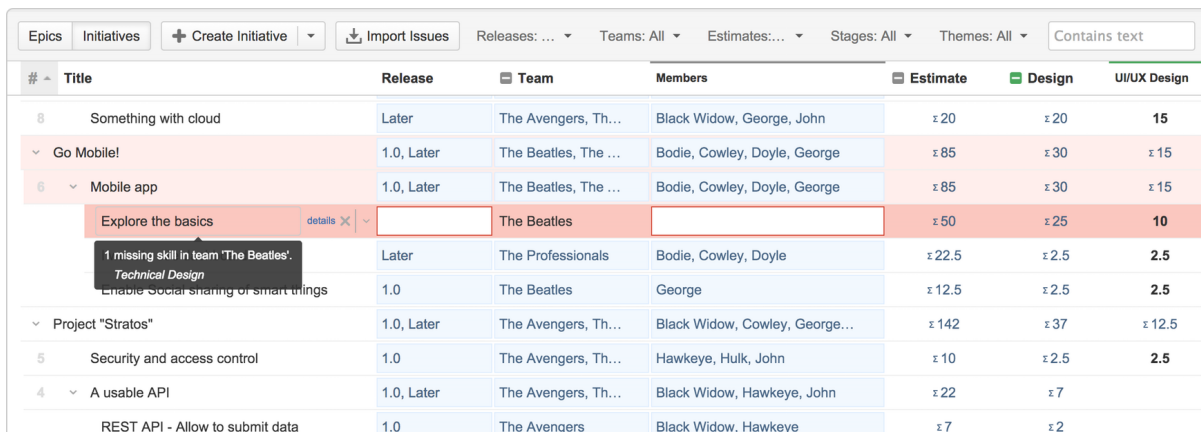 Epics Initiatives Create Initiative Import Issues Releases: ... Teams: All Estimates:... Stages: All Themes: All Contains text
# Title Release Team Members Estimate Design UI/UX Design
8 Something with cloud Later The Avengers, Th... Black Widow, George, John Σ 20 Σ 20 15
Go Mobile! 1.0, Later The Beatles, The ... Bodie, Cowley, Doyle, George Σ 85 Σ 30 Σ 15
6 Mobile app 1.0, Later The Beatles, The ... Bodie, Cowley, Doyle, George Σ 85 Σ 30 Σ 15
Explore the basics details The Beatles Σ 50 Σ 25 10
1 missing skill in team 'The Beatles'.
Technical Design
Later The Professionals Bodie, Cowley, Doyle Σ 22.5 Σ 2.5 2.5
Enable Social sharing of smart things 1.0 The Beatles George Σ 12.5 Σ 2.5 2.5
Project "Stratos" 1.0, Later The Avengers, Th... Black Widow, Cowley, George... Σ 142 Σ 37 Σ 12.5
5 Security and access control 1.0 The Avengers, Th... Hawkeye, Hulk, John Σ 10 Σ 2.5 2.5
4 A usable API 1.0, Later The Avengers, Th... Black Widow, Hawkeye, John Σ 22 Σ 7
REST API - Allow to submit data 1.0 The Avengers Black Widow, Hawkeye Σ 7 Σ 2